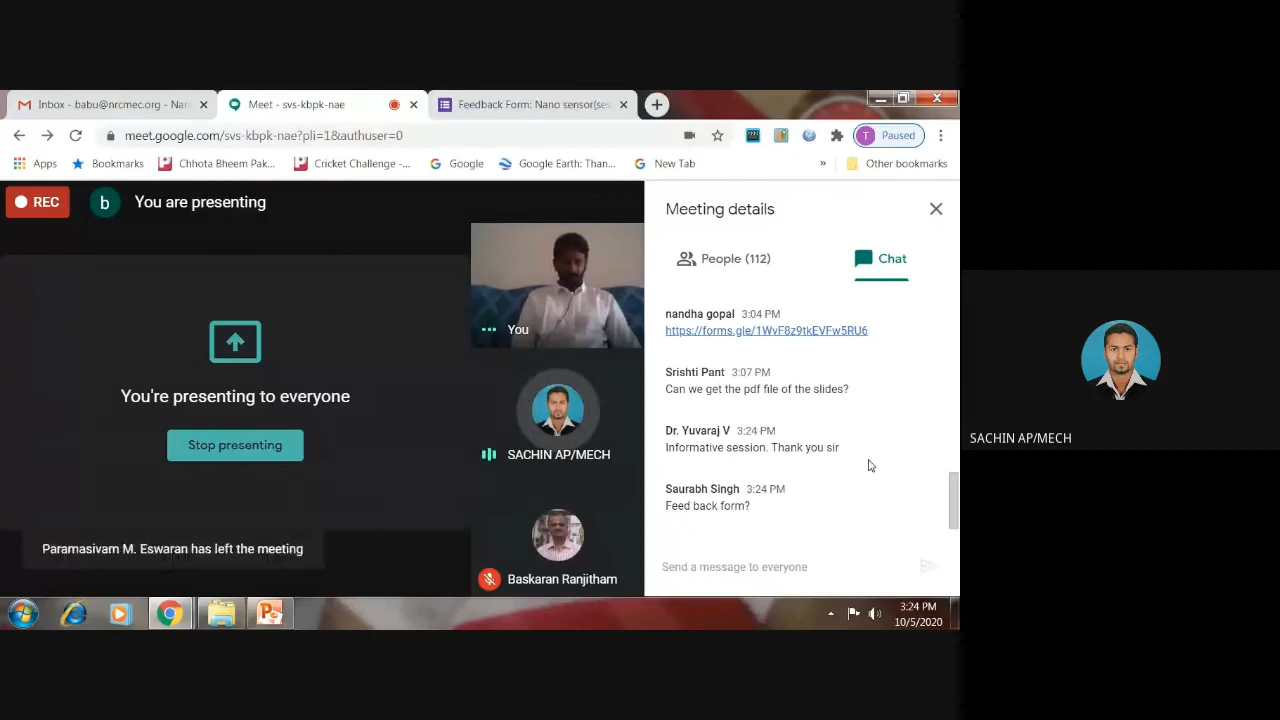 Inbox - babu@nrcmec.org - Nar
Meet - svs-kbpk-nae
Feedback Form: Nano sensor(ses
meet.google.com/svs-kbpk-nae?pli=1&authuser=0
T
Paused
Apps
Bookmarks
Chhota Bheem Pak...
Cricket Challenge -...
Google
Google Earth: Than...
New Tab
»
Other bookmarks
REC
b
You are presenting
Meeting details
People (112)
Chat
nandha gopal 3:04 PM
https://forms.gle/1WvF8z9tkEVFw5RU6
Srishti Pant 3:07 PM
Can we get the pdf file of the slides?
Dr. Yuvaraj V 3:24 PM
Informative session. Thank you sir
Saurabh Singh 3:24 PM
Feed back form?
Send a message to everyone
You're presenting to everyone
Stop presenting
Paramasivam M. Eswaran has left the meeting
You
SACHIN AP/MECH
Baskaran Ranjitham
SACHIN AP/MECH
3:24 PM
10/5/2020